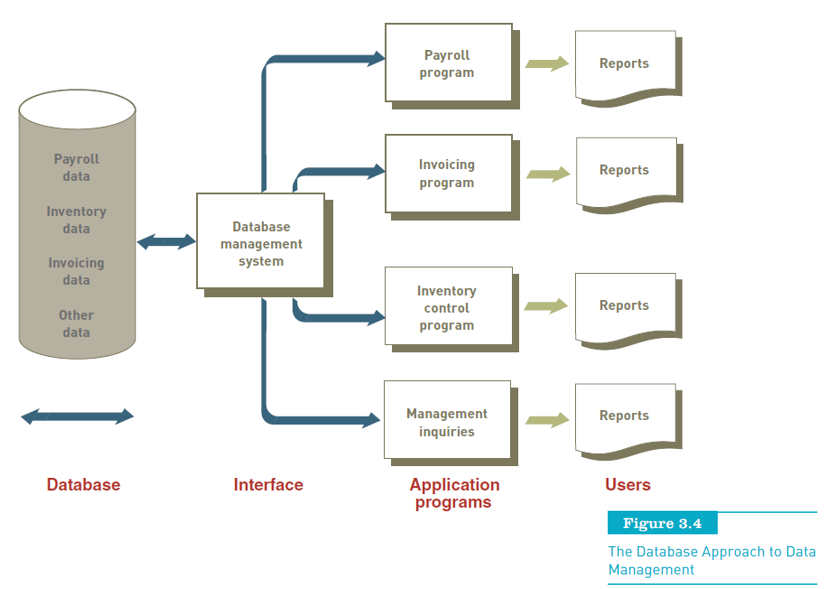 Payroll
data
Inventory
data
Invoicing
data
Other
data
Database
management
system
Payroll
program
Reports
Invoicing
program
Reports
Inventory
control
program
Reports
Management
inquiries
Reports
Database
Interface
Application
programs
Users
Figure 3.4
The Database Approach to Data
Management